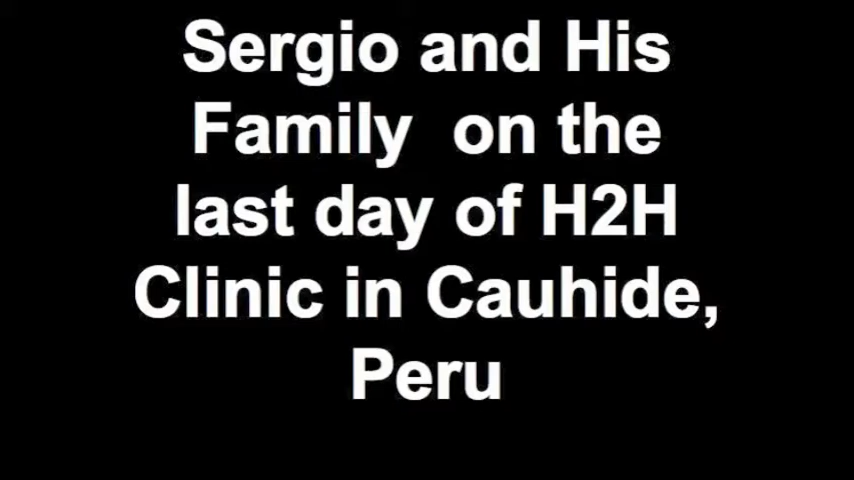 Sergio and His
Family  on the
last day of H2H
Clinic in Cauhide,
Peru